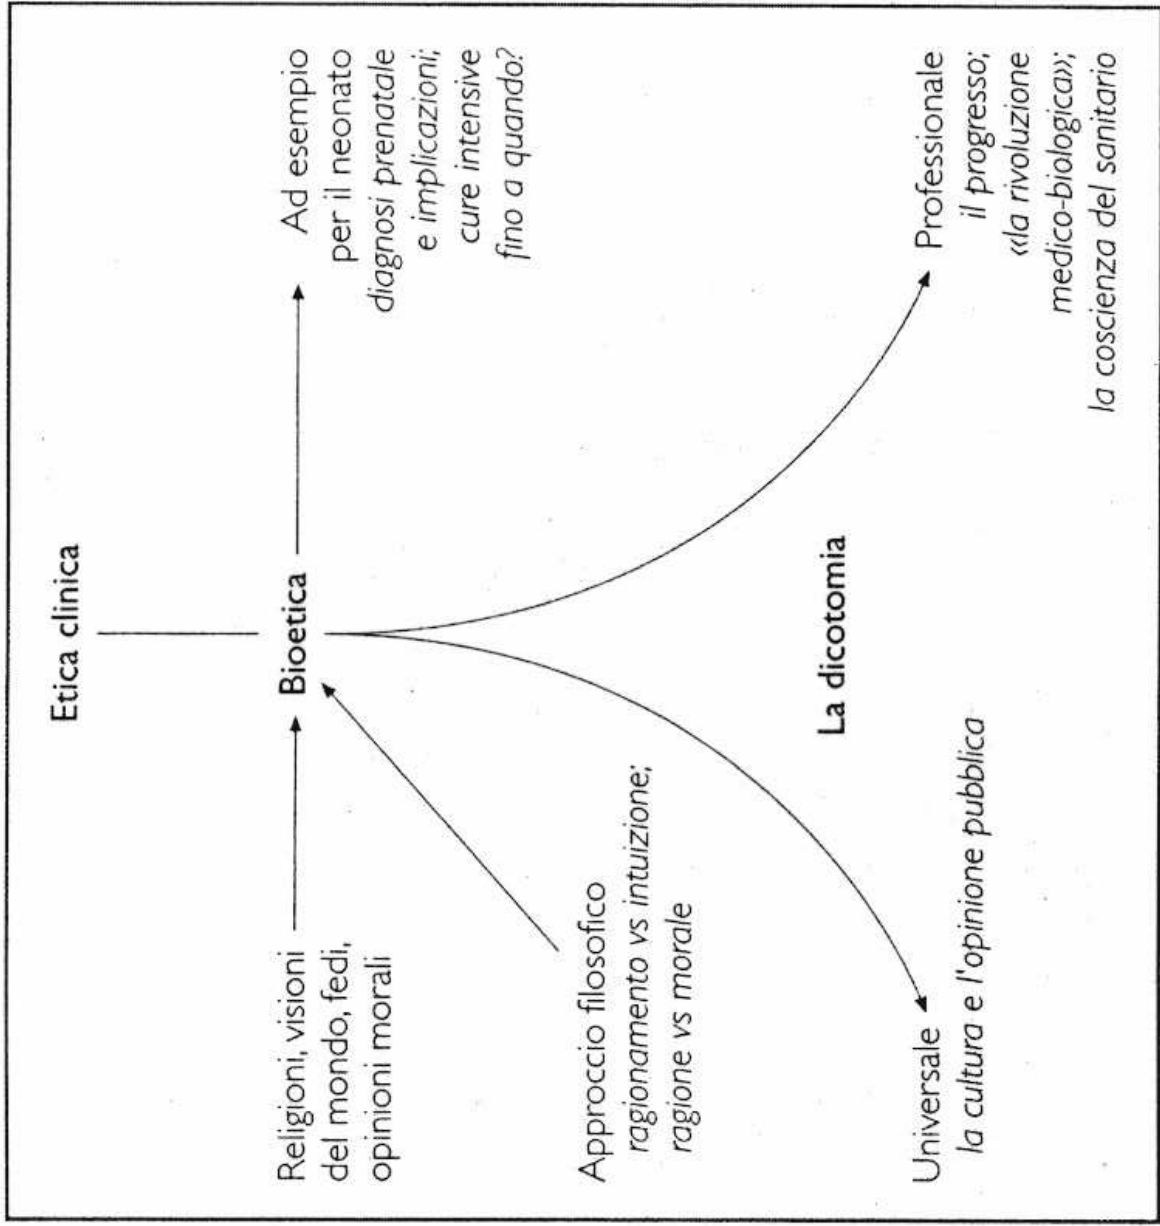 Etica clinica
Bioetica
Religioni, visioni
del mondo, fedi,
opinioni morali
Ad esempio
per il neonato
diagnosi prenatale
e implicazioni;
cure intensive
fino a quando?
Approccio filosofico
ragionamento vs intuizione;
ragione vs morale
La dicotomia
Universale
la cultura e l'opinione pubblica
Professionale
il progresso;
«la rivoluzione
medico-biologica»;
la coscienza del sanitario